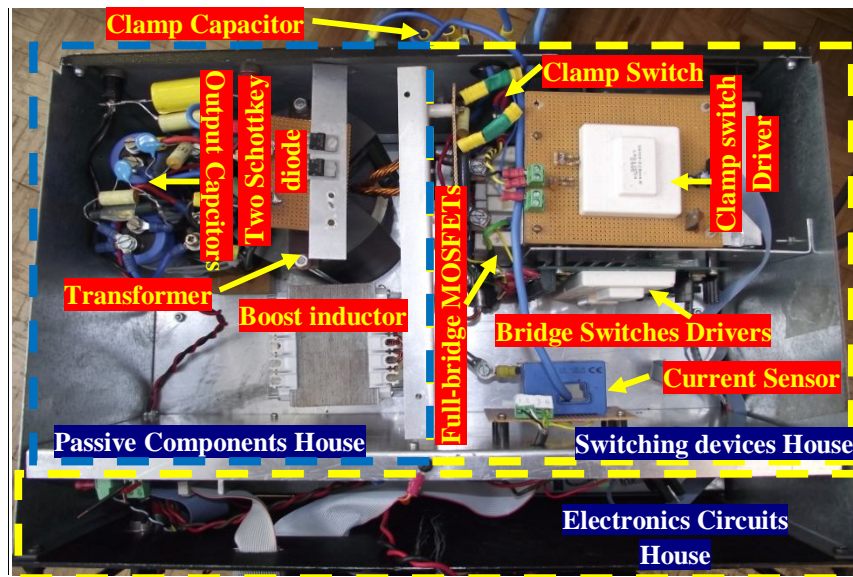 Clamp Capacitor
Clamp Switch
Clamp switch
Driver
Output Capcitors
Two Schottkey
diode
Full-bridge MOSFETs
Transformer
Boost inductor
Bridge Switches Drivers
Current Sensor
Passive Components House
Switching devices House
Electronics Circuits
House